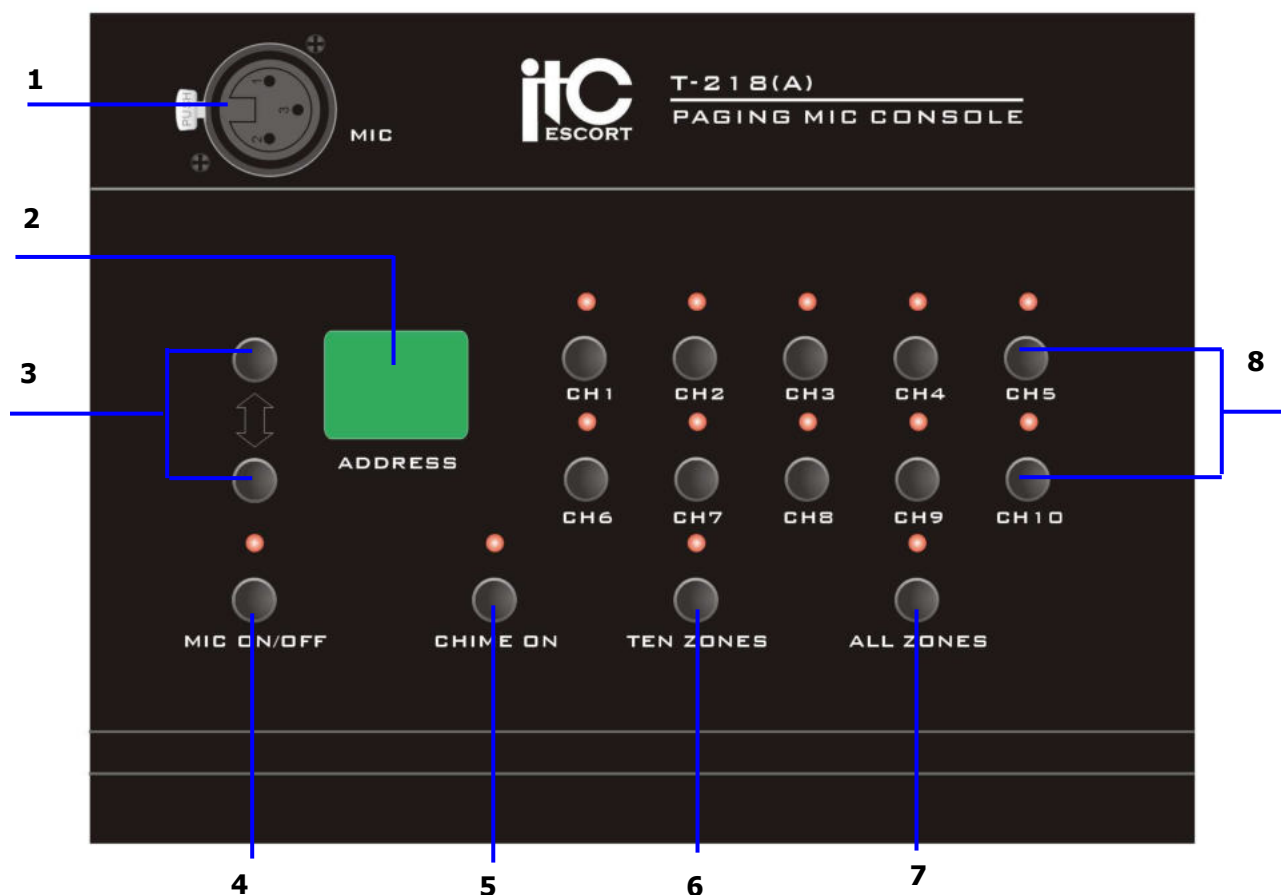 1
PUSH
1
3
2
MIC
itC
ESCORT
T-218(A)
PAGING MIC CONSOLE
2
3
ADDRESS
CH1 CH2 CH3 CH4 CH5
8
CH6 CH7 CH8 CH9 CH10
MIC ON/OFF CHIME ON TEN ZONES ALL ZONES
4 5 6 7